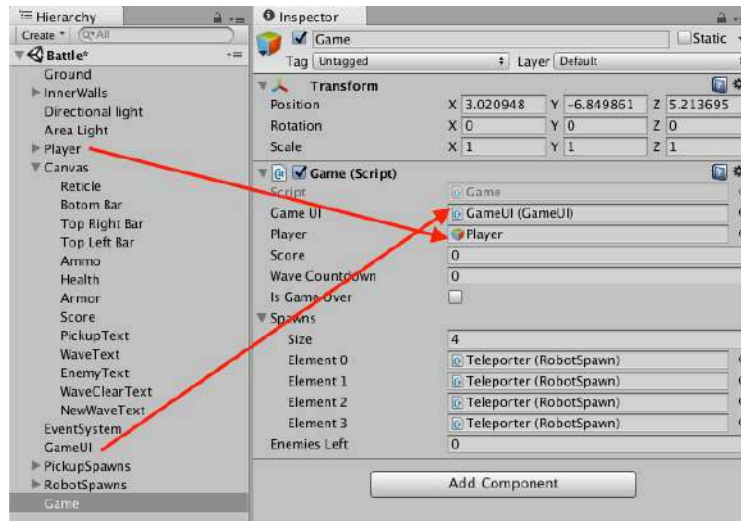 Hierarchy
Create
All
Battle*
Ground
InnerWalls
Directional light
Area Light
Player
Canvas
Reticle
Botom Bar
Top Right Bar
Top Left Bar
Ammo
Health
Armor
Score
PickupText
WaveText
EnemyText
WaveClearText
NewWaveText
EventSystem
GameUI
PickupSpawns
RobotSpawns
Game
Inspector
Game Static
Tag Untagged Layer Default
Transform
Position X 3.020948 Y -6.849861 Z 5.213695
Rotation X 0 Y 0 Z 0
Scale X 1 Y 1 Z 1
Game (Script)
Script Game
Game UI GameUI (GameUI)
Player Player
Score 0
Wave Countdown 0
Is Game Over
Spawns
Size 4
Element 0 Teleporter (RobotSpawn)
Element 1 Teleporter (RobotSpawn)
Element 2 Teleporter (RobotSpawn)
Element 3 Teleporter (RobotSpawn)
Enemies Left 0
Add Component